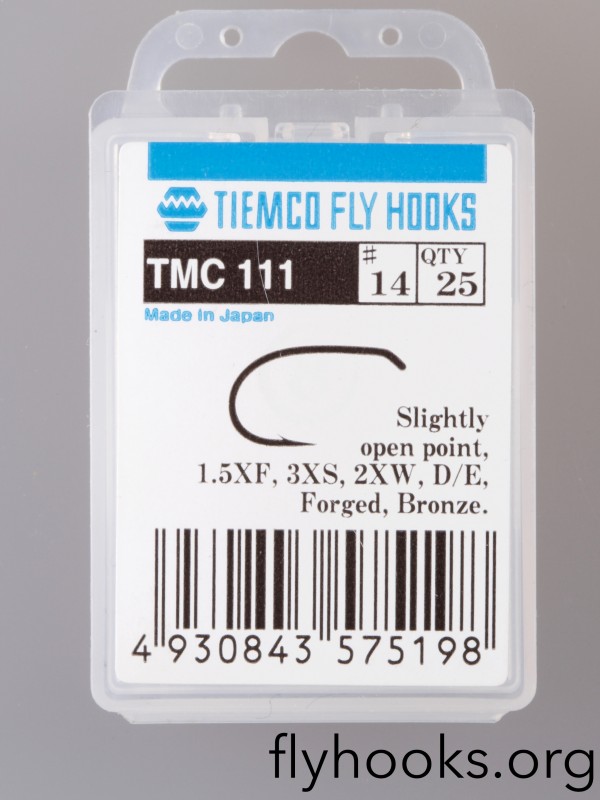 TIEMCO FLY HOOKS
TMC 111
# 14
QTY 25
Made in Japan
Slightly
open point,
1.5XF, 3XS, 2XW, D/E,
Forged, Bronze.
4 930843 575198
flyhooks.org